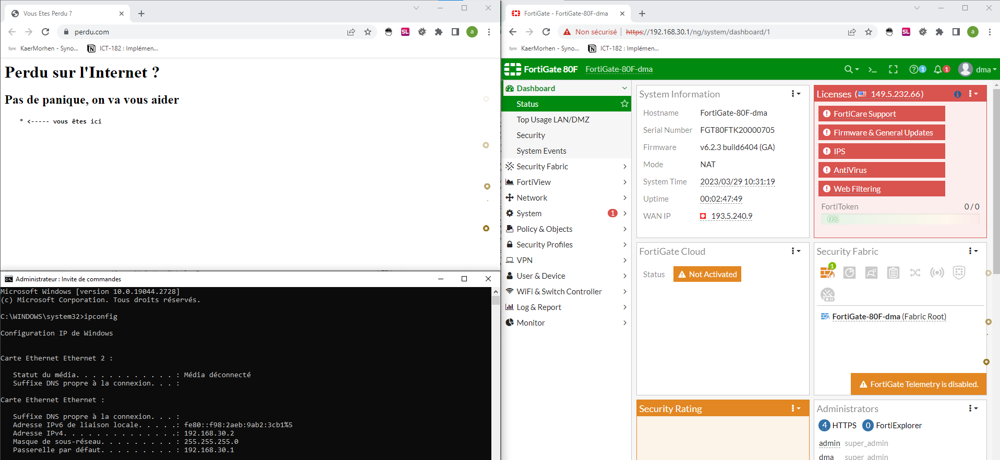 Vous Etes Perdu ?
perdu.com
SL
a
Sync KaerMorhen - Syno...
ICT-182 : Implémen...
Perdu sur l'Internet ?
Pas de panique, on va vous aider
* <----- vous êtes ici
Administrateur : Invite de commandes
Microsoft Windows [version 10.0.19044.2728]
(c) Microsoft Corporation. Tous droits réservés.
C:\WINDOWS\system32>ipconfig
Configuration IP de Windows
Carte Ethernet Ethernet 2 :
Statut du média. . . . . . . . . . . . : Média déconnecté
Suffixe DNS propre à la connexion. . . :
Carte Ethernet Ethernet :
Suffixe DNS propre à la connexion. . . :
Adresse IPv6 de liaison locale. . . . .: fe80::f98:2aeb:9ab2:3cb1%5
Adresse IPv4. . . . . . . . . . . . . .: 192.168.30.2
Masque de sous-réseau. . . . . . . . . : 255.255.255.0
Passerelle par défaut. . . . . . . . . : 192.168.30.1
FortiGate - FortiGate-80F-dma
Non sécurisé | https://192.168.30.1/ng/system/dashboard/1
SL
a
Sync KaerMorhen - Syno...
ICT-182 : Implémen...
FortiGate 80F FortiGate-80F-dma
1
1
dma
Dashboard
Status
Top Usage LAN/DMZ
Security
System Events
Security Fabric
FortiView
Network
System 1
Policy & Objects
Security Profiles
VPN
User & Device
WiFi & Switch Controller
Log & Report
Monitor
System Information
Hostname FortiGate-80F-dma
Serial Number FGT80FTK20000705
Firmware v6.2.3 build6404 (GA)
Mode NAT
System Time 2023/03/29 10:31:19
Uptime 00:02:47:49
WAN IP 193.5.240.9
Licenses (149.5.232.66)
FortiCare Support
Firmware & General Updates
IPS
AntiVirus
Web Filtering
FortiToken 0 / 0
0%
FortiGate Cloud
Status Not Activated
Security Fabric
1
FortiGate-80F-dma (Fabric Root)
FortiGate Telemetry is disabled.
Security Rating
Administrators
4 HTTPS 0 FortiExplorer
admin super_admin
dma super_admin